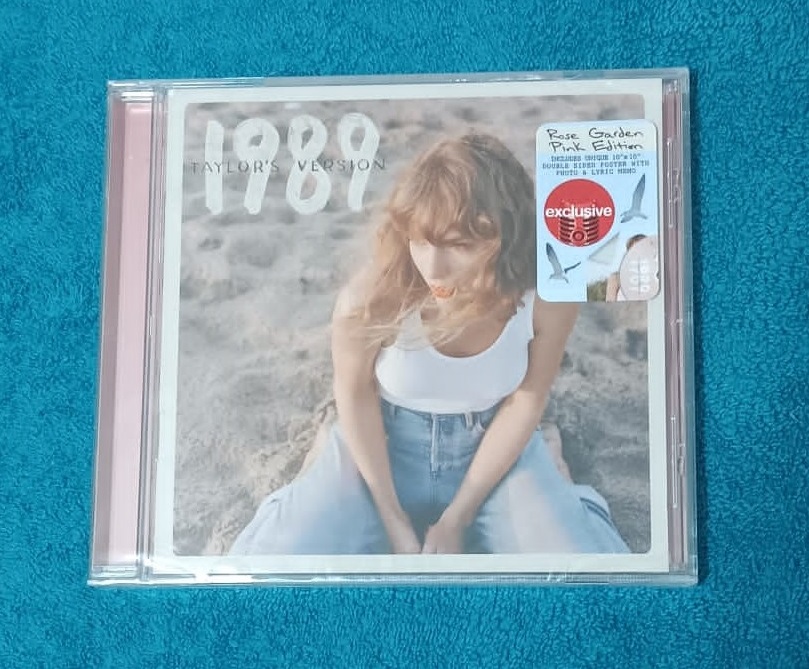 1989
TAYLOR'S VERSION
Rose Garden
Pink Edition
INCLUDES UNIQUE 10"x10"
DOUBLE SIDED POSTER WITH
PHOTO & LYRIC MEMO
exclusive